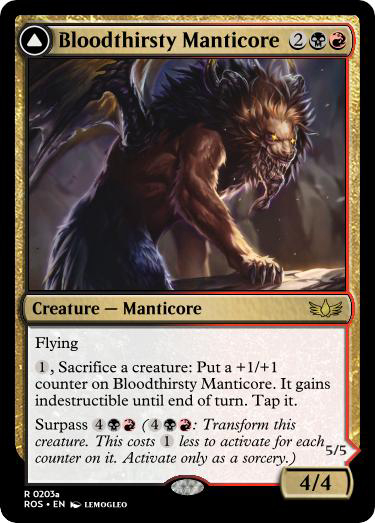 Bloodthirsty Manticore 2
Creature — Manticore
Flying
1, Sacrifice a creature: Put a +1/+1
counter on Bloodthirsty Manticore. It gains
indestructible until end of turn. Tap it.
Surpass 4 (4: Transform this
creature. This costs 1 less to activate for each
counter on it. Activate only as a sorcery.)
5/5
4/4
R 0203a
ROS • EN LEMOGLEO